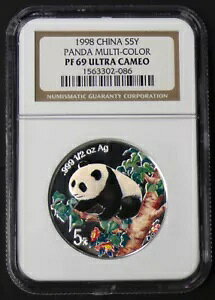 1998 CHINA S5Y
PANDA MULTI-COLOR
PF 69 ULTRA CAMEO
1563302-086
NUMISMATIC GUARANTY CORPORATION
.999 1/2 oz Ag
5元